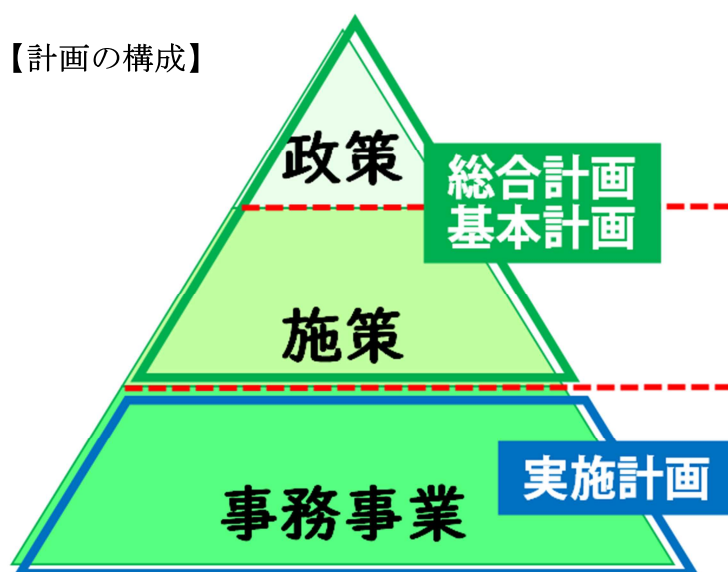 【計画の構成】
政策
総合計画
基本計画
施策
実施計画
事務事業